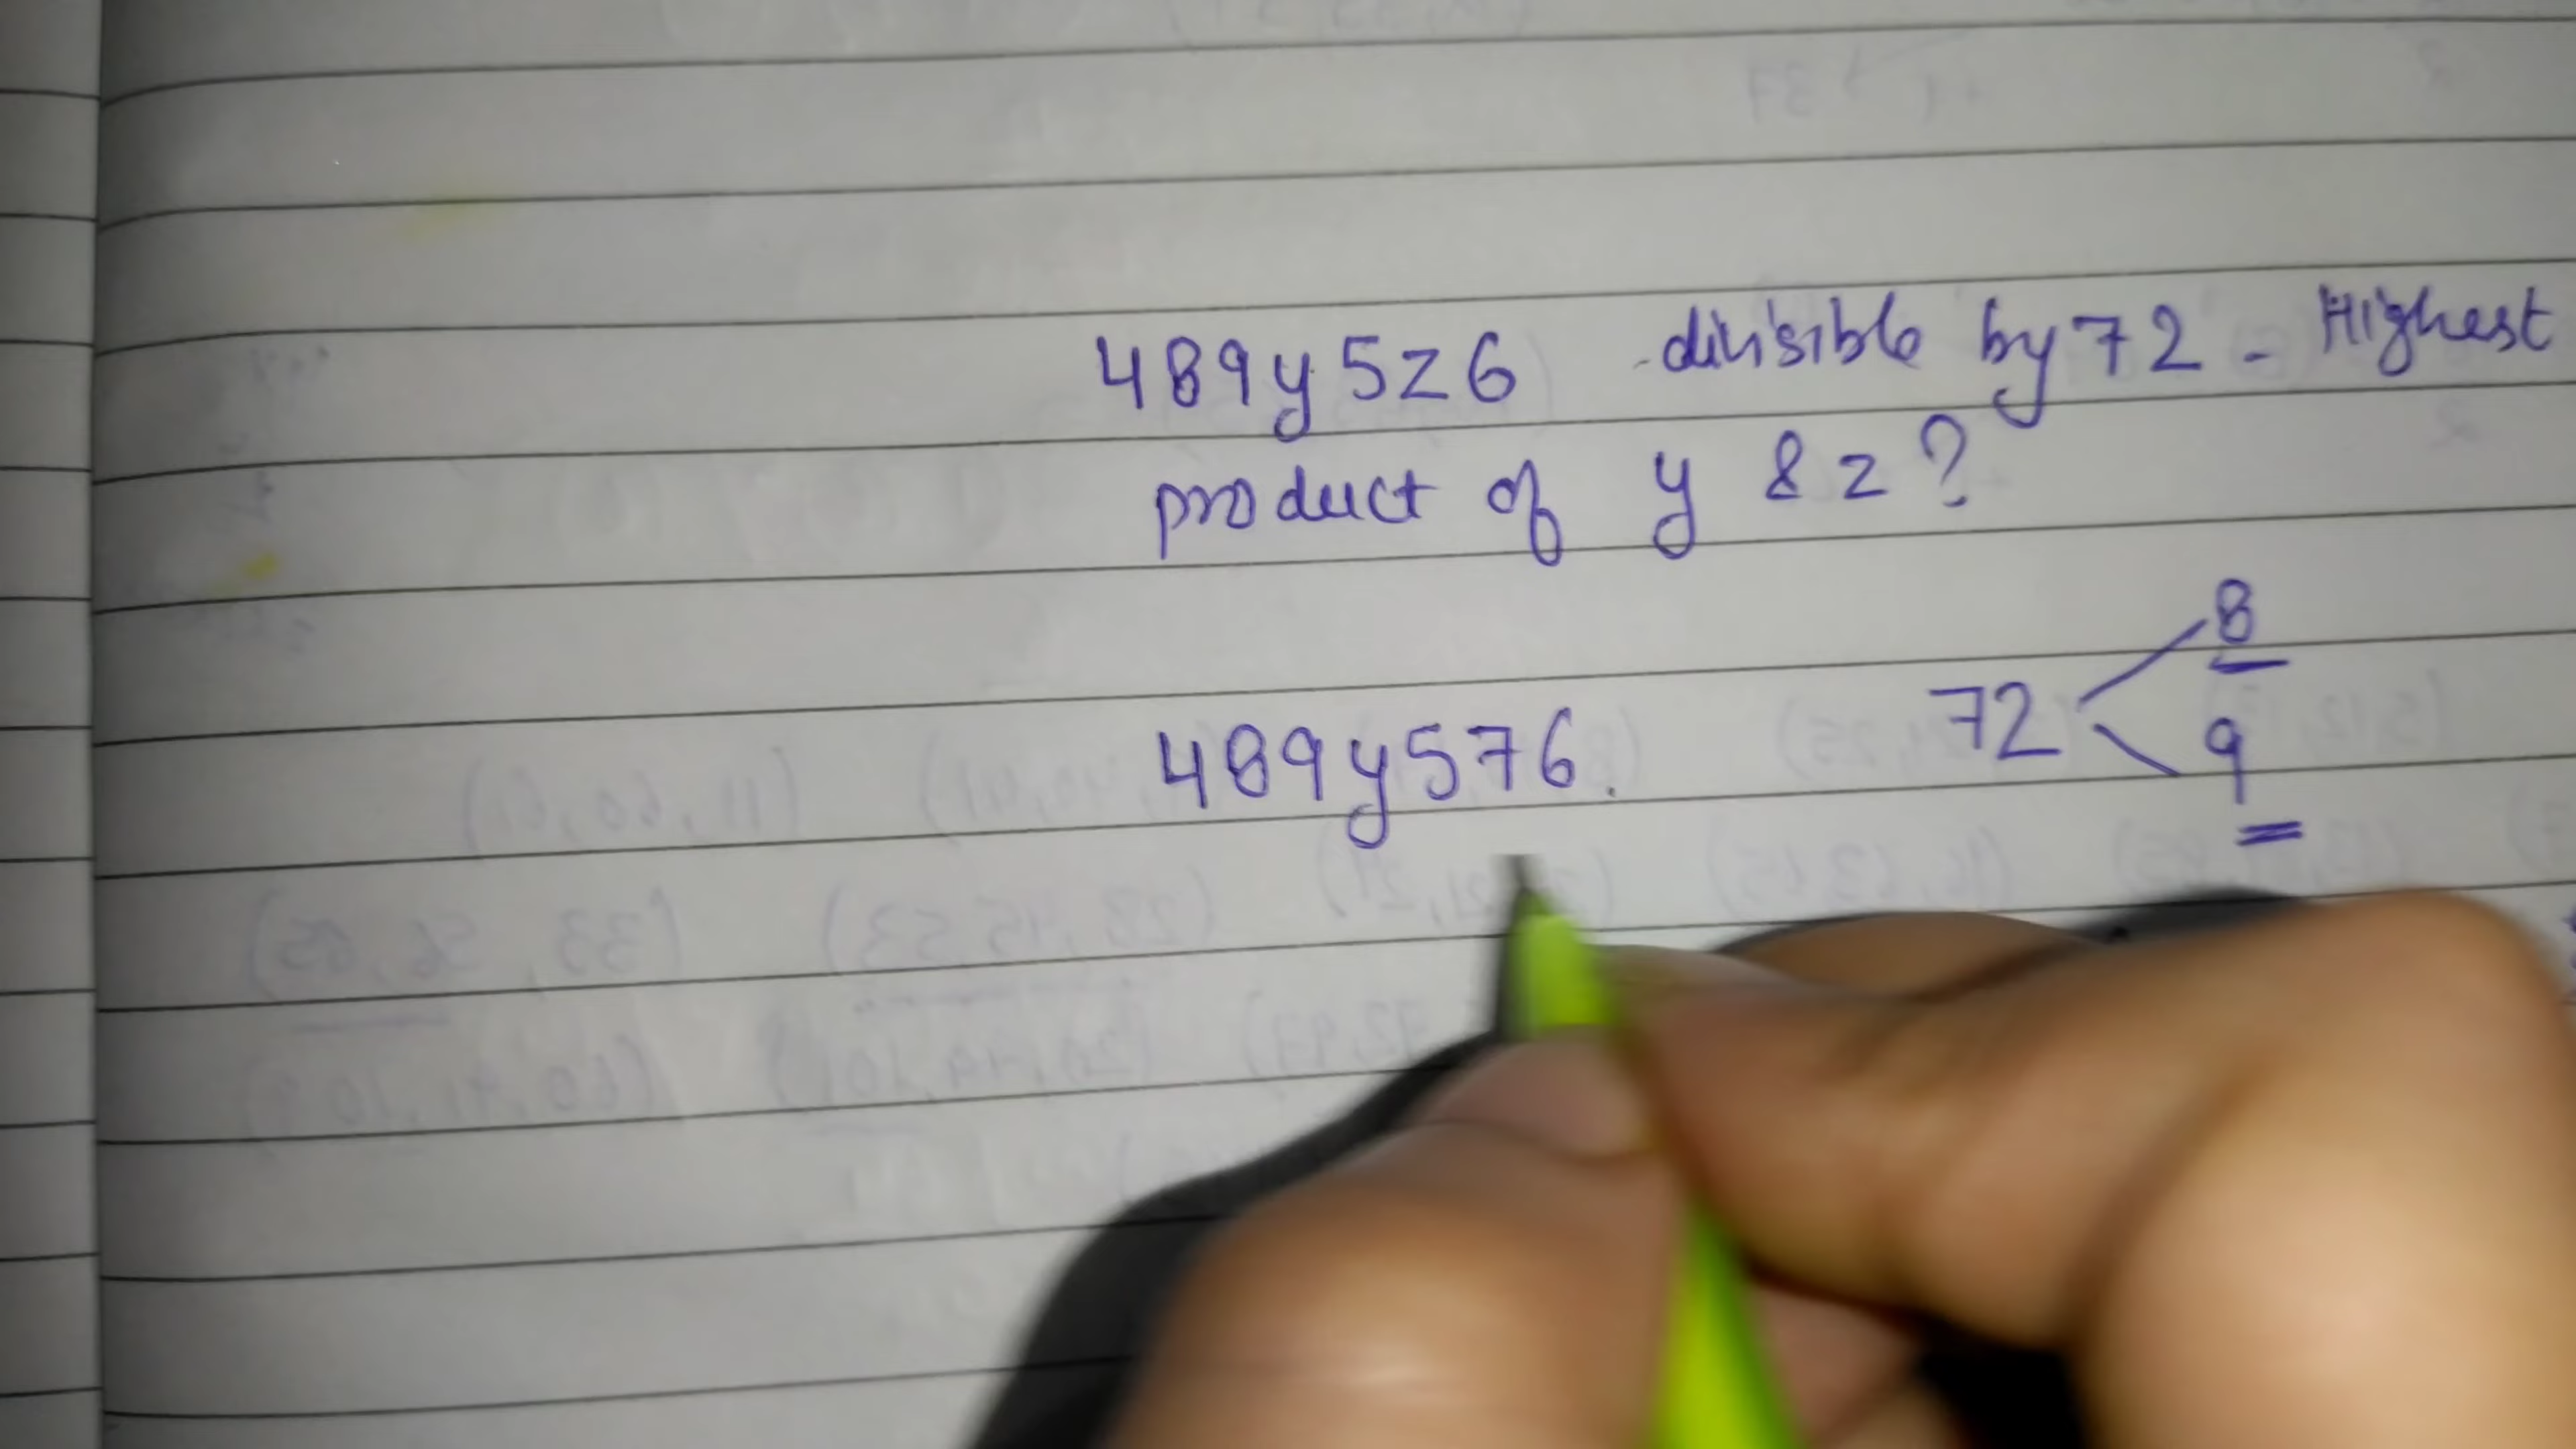 489y5z6 divisible by 72 - Highest
product of y & z?
8
72
9
489y576.